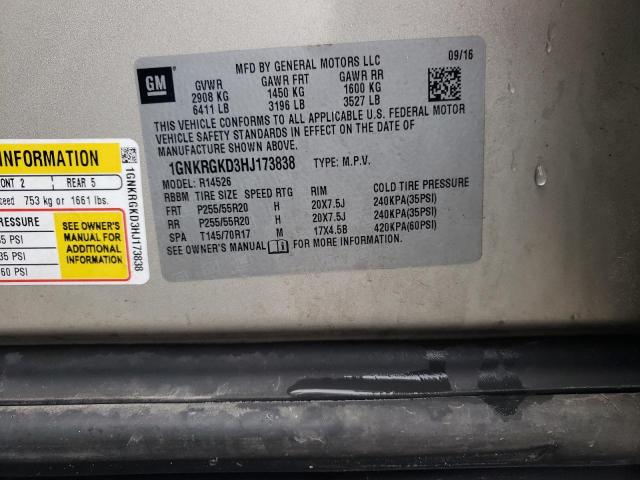 MFD BY GENERAL MOTORS LLC 09/16
GM
GVWR GAWR FRT GAWR RR
2908 KG 1450 KG 1600 KG
6411 LB 3196 LB 3527 LB
THIS VEHICLE CONFORMS TO ALL APPLICABLE U.S. FEDERAL MOTOR
VEHICLE SAFETY STANDARDS IN EFFECT ON THE DATE OF
MANUFACTURE SHOWN ABOVE.
1GNKRGKD3HJ173838 TYPE: M.P.V.
MODEL: R14526
RBBM TIRE SIZE SPEED RTG RIM COLD TIRE PRESSURE
FRT P255/55R20 H 20X7.5J 240KPA(35PSI)
RR P255/55R20 H 20X7.5J 240KPA(35PSI)
SPA T145/70R17 M 17X4.5B 420KPA(60PSI)
SEE OWNER'S MANUAL FOR MORE INFORMATION.
INFORMATION
2 REAR 5
753 kg or 1661 lbs.
PRESSURE
PSI
35 PSI
60 PSI
SEE OWNER'S
MANUAL FOR
ADDITIONAL
INFORMATION
1GNKRGKD3HJ173838